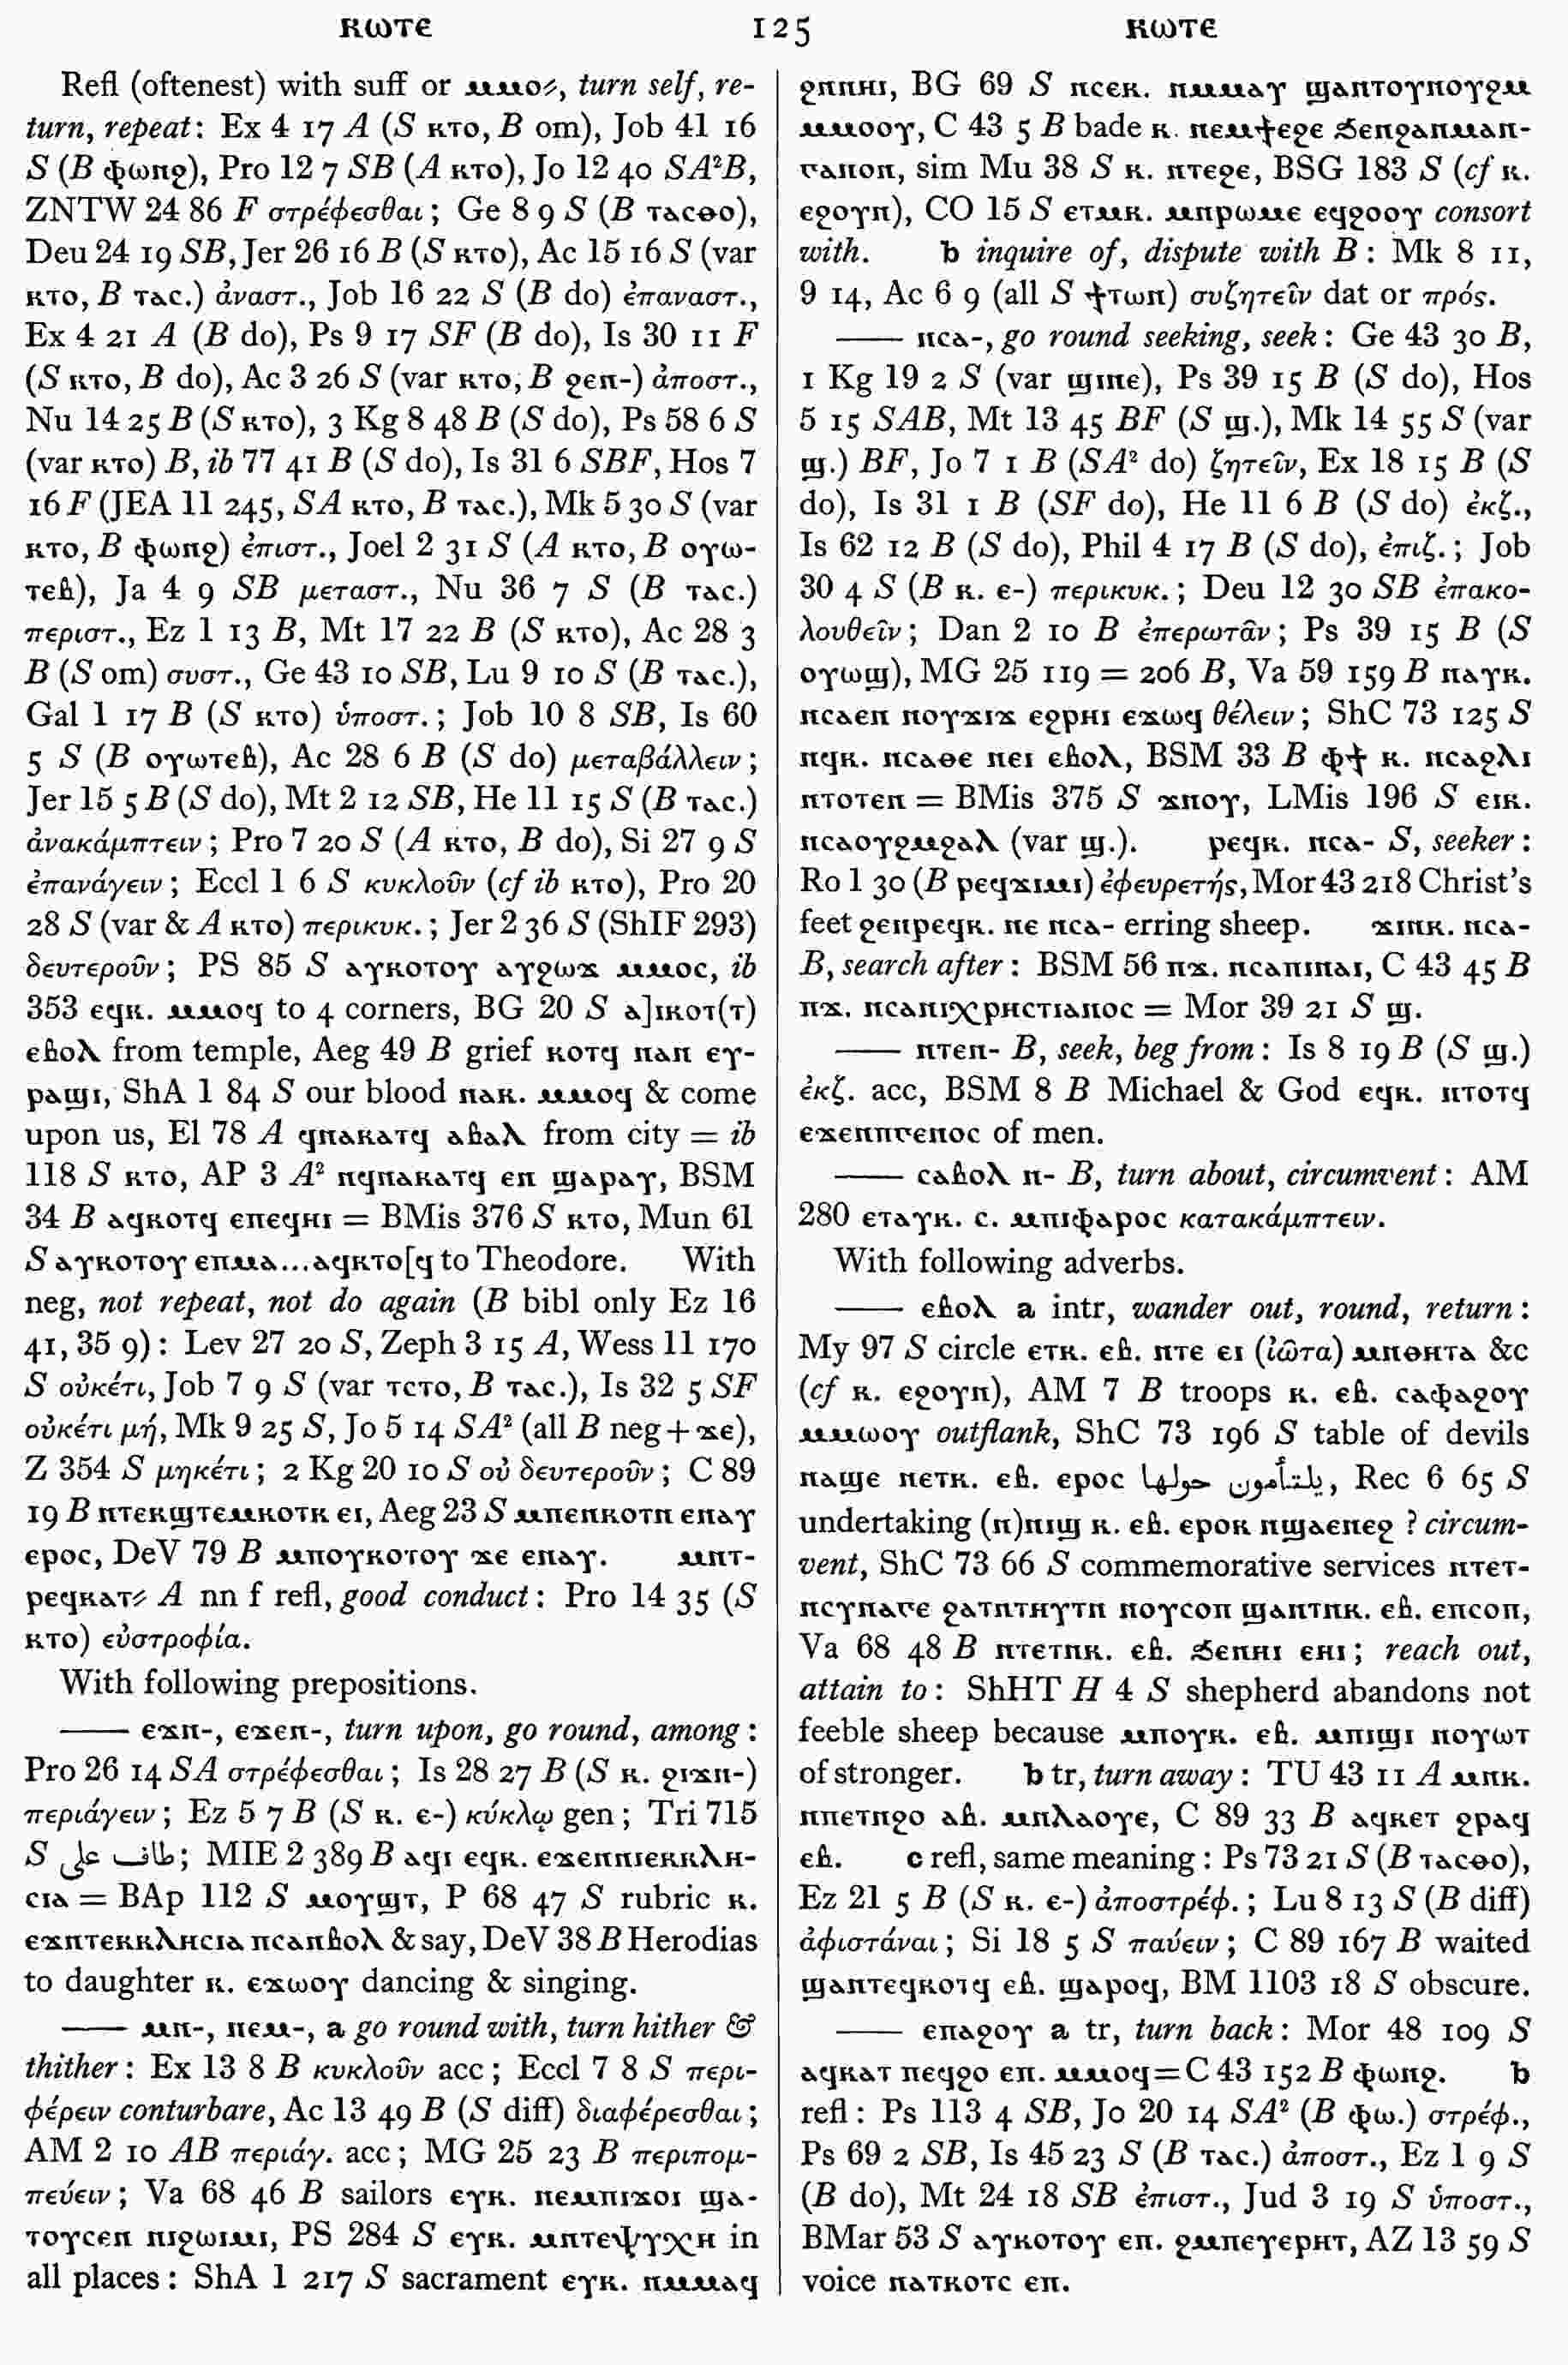 ⲕⲱⲧⲉ 125 ⲕⲱⲧⲉ
Refl (oftenest) with suff or ⲙⲙⲟ⸗, turn self, re-
turn, repeat: Ex 4 17 A (S ⲕⲧⲟ, B om), Job 41 16
S (B ⲫⲱⲛϩ), Pro 12 7 SB (A ⲕⲧⲟ), Jo 12 40 SA²B,
ZNTW 24 86 F στρέφεσθαι; Ge 8 9 S (B ⲧⲁⲥⲑⲟ),
Deu 24 19 SB, Jer 26 16 B (S ⲕⲧⲟ), Ac 15 16 S (var
ⲕⲧⲟ, B ⲧⲁⲥ.) ἀναστ., Job 16 22 S (B do) ἐπαναστ.,
Ex 4 21 A (B do), Ps 9 17 SF (B do), Is 30 11 F
(S ⲕⲧⲟ, B do), Ac 3 26 S (var ⲕⲧⲟ, B ϩⲉⲛ-) ἀποστ.,
Nu 14 25 B (S ⲕⲧⲟ), 3 Kg 8 48 B (S do), Ps 58 6 S
(var ⲕⲧⲟ) B, ib 77 41 B (S do), Is 31 6 SBF, Hos 7
16 F (JEA 11 245, SA ⲕⲧⲟ, B ⲧⲁⲥ.), Mk 5 30 S (var
ⲕⲧⲟ, B ⲫⲱⲛϩ) ἐπιστ., Joel 2 31 S (A ⲕⲧⲟ, B ⲟⲩⲱ-
ⲧⲉⲃ), Ja 4 9 SB μεταστ., Nu 36 7 S (B ⲧⲁⲥ.)
περιστ., Ez 1 13 B, Mt 17 22 B (S ⲕⲧⲟ), Ac 28 3
B (S om) συστ., Ge 43 10 SB, Lu 9 10 S (B ⲧⲁⲥ.),
Gal 1 17 B (S ⲕⲧⲟ) ὑποστ.; Job 10 8 SB, Is 60
5 S (B ⲟⲩⲱⲧⲉⲃ), Ac 28 6 B (S do) μεταβάλλειν;
Jer 15 5 B (S do), Mt 2 12 SB, He 11 15 S (B ⲧⲁⲥ.)
ἀνακάμπτειν; Pro 7 20 S (A ⲕⲧⲟ, B do), Si 27 9 S
ἐπανάγειν; Eccl 1 6 S κυκλοῦν (cf ib ⲕⲧⲟ), Pro 20
28 S (var & A ⲕⲧⲟ) περικυκ.; Jer 2 36 S (ShIF 293)
δευτεροῦν; PS 85 S ⲁⲩⲕⲟⲧⲟⲩ ⲁⲩϩⲱϫ ⲙⲙⲟⲥ, ib
353 ⲉϥⲕ. ⲙⲙⲟϥ to 4 corners, BG 20 S ⲁ]ⲓⲕⲟⲧ(ⲧ)
ⲉⲃⲟⲗ from temple, Aeg 49 B grief ⲕⲟⲧϥ ⲛⲁⲛ ⲉⲩ-
ⲣⲁϣⲓ, ShA 1 84 S our blood ⲛⲁⲕ. ⲙⲙⲟϥ & come
upon us, El 78 A ϥⲛⲁⲕⲁⲧϥ ⲁⲃⲁⲗ from city = ib
118 S ⲕⲧⲟ, AP 3 A² ⲛϥⲛⲁⲕⲁⲧϥ ⲉⲛ ϣⲁⲣⲁⲩ, BSM
34 B ⲁϥⲕⲟⲧϥ ⲉⲡⲉϥⲏⲓ = BMis 376 S ⲕⲧⲟ, Mun 61
S ⲁⲩⲕⲟⲧⲟⲩ ⲉⲡⲙⲁ...ⲁϥⲕⲧⲟ[ϥ to Theodore. With
neg, not repeat, not do again (B bibl only Ez 16
41, 35 9): Lev 27 20 S, Zeph 3 15 A, Wess 11 170
S οὐκέτι, Job 7 9 S (var ⲧⲥⲧⲟ, B ⲧⲁⲥ.), Is 32 5 SF
οὐκέτι μή, Mk 9 25 S, Jo 5 14 SA² (all B neg+ϫⲉ),
Z 354 S μηκέτι; 2 Kg 20 10 S οὐ δευτεροῦν; C 89
19 B ⲛⲧⲉⲕϣⲧⲉⲙⲕⲟⲧⲕ ⲉⲓ, Aeg 23 S ⲙⲡⲉⲛⲕⲟⲧⲛ ⲉⲛⲁⲩ
ⲉⲣⲟⲥ, DeV 79 B ⲙⲡⲟⲩⲕⲟⲧⲟⲩ ϫⲉ ⲉⲛⲁⲩ. ⲙⲛⲧ-
ⲣⲉϥⲕⲁⲧ⸗ A nn f refl, good conduct: Pro 14 35 (S
ⲕⲧⲟ) εὐστροφία.
With following prepositions.
—— ⲉϫⲛ-, ⲉϫⲉⲛ-, turn upon, go round, among:
Pro 26 14 SA στρέφεσθαι; Is 28 27 B (S ⲕ. ϩⲓϫⲛ-)
περιάγειν; Ez 5 7 B (S ⲕ. ⲉ-) κύκλῳ gen; Tri 715
S طاف على; MIE 2 389 B ⲁϥⲓ ⲉϥⲕ. ⲉϫⲉⲛⲛⲓⲉⲕⲕⲗⲏ-
ⲥⲓⲁ = BAp 112 S ⲙⲟⲩϣⲧ, P 68 47 S rubric ⲕ.
ⲉϫⲛⲧⲉⲕⲕⲗⲏⲥⲓⲁ ⲛⲥⲁⲛⲃⲟⲗ & say, DeV 38 B Herodias
to daughter ⲕ. ⲉϫⲱⲟⲩ dancing & singing.
—— ⲙⲛ-, ⲛⲉⲙ-, a go round with, turn hither &
thither: Ex 13 8 B κυκλοῦν acc; Eccl 7 8 S περι-
φέρειν conturbare, Ac 13 49 B (S diff) διαφέρεσθαι;
AM 2 10 AB περιάγ. acc; MG 25 23 B περιπομ-
πεύειν; Va 68 46 B sailors ⲉⲩⲕ. ⲛⲉⲙⲡⲓϫⲟⲓ ϣⲁ-
ⲧⲟⲩⲥⲉⲛ ⲡⲓϩⲱⲓⲙⲓ, PS 284 S ⲉⲩⲕ. ⲙⲛⲧⲉⲯⲩⲭⲏ in
all places: ShA 1 217 S sacrament ⲉⲩⲕ. ⲛⲙⲙⲁϥ
ϩⲛⲛⲏⲓ, BG 69 S ⲛⲥⲉⲕ. ⲛⲙⲙⲁⲩ ϣⲁⲛⲧⲟⲩⲛⲟⲩϩⲙ
ⲙⲙⲟⲟⲩ, C 43 5 B bade ⲕ. ⲛⲉⲙϯⲉϩⲉ ϧⲉⲛϩⲁⲛⲙⲁⲛ-
ϭⲁⲛⲟⲛ, sim Mu 38 S ⲕ. ⲛⲧⲉϩⲉ, BSG 183 S (cf ⲕ.
ⲉϩⲟⲩⲛ), CO 15 S ⲉⲧⲙⲕ. ⲙⲛⲣⲱⲙⲉ ⲉϥϩⲟⲟⲩ consort
with. b inquire of, dispute with B: Mk 8 11,
9 14, Ac 6 9 (all S ϯⲧⲱⲛ) συζητεῖν dat or πρός.
—— ⲛⲥⲁ-, go round seeking, seek: Ge 43 30 B,
1 Kg 19 2 S (var ϣⲓⲛⲉ), Ps 39 15 B (S do), Hos
5 15 SAB, Mt 13 45 BF (S ϣ.), Mk 14 55 S (var
ϣ.) BF, Jo 7 1 B (SA² do) ζητεῖν, Ex 18 15 B (S
do), Is 31 1 B (SF do), He 11 6 B (S do) ἐκζ.,
Is 62 12 B (S do), Phil 4 17 B (S do), ἐπιζ.; Job
30 4 S (B ⲕ. ⲉ-) περικυκ.; Deu 12 30 SB ἐπακο-
λουθεῖν; Dan 2 10 B ἐπερωτᾶν; Ps 39 15 B (S
ⲟⲩⲱϣ), MG 25 119 = 206 B, Va 59 159 B ⲛⲁⲩⲕ.
ⲛⲥⲁⲉⲛ ⲛⲟⲩϫⲓϫ ⲉϩⲣⲏⲓ ⲉϫⲱϥ θέλειν; ShC 73 125 S
ⲛϥⲕ. ⲛⲥⲁⲑⲉ ⲛⲉⲓ ⲉⲃⲟⲗ, BSM 33 B ⲫϯ ⲕ. ⲛⲥⲁϩⲗⲓ
ⲛⲧⲟⲧⲉⲛ = BMis 375 S ϫⲛⲟⲩ, LMis 196 S ⲉⲓⲕ.
ⲛⲥⲁⲟⲩϩⲙϩⲁⲗ (var ϣ.). ⲣⲉϥⲕ. ⲛⲥⲁ- S, seeker:
Ro 1 30 (B ⲣⲉϥϫⲓⲙⲓ) ἐφευρετής, Mor 43 218 Christ's
feet ϩⲉⲛⲣⲉϥⲕ. ⲛⲉ ⲛⲥⲁ- erring sheep. ϫⲓⲛⲕ. ⲛⲥⲁ-
B, search after: BSM 56 ⲡϫ. ⲛⲥⲁⲛⲓⲛⲁⲓ, C 43 45 B
ⲡϫ. ⲛⲥⲁⲛⲓⲭⲣⲏⲥⲧⲓⲁⲛⲟⲥ = Mor 39 21 S ϣ.
—— ⲛⲧⲉⲛ- B, seek, beg from: Is 8 19 B (S ϣ.)
ἐκζ. acc, BSM 8 B Michael & God ⲉϥⲕ. ⲛⲧⲟⲧϥ
ⲉϫⲉⲛⲡⲅⲉⲛⲟⲥ of men.
—— ⲥⲁⲃⲟⲗ ⲛ- B, turn about, circumvent: AM
280 ⲉⲧⲁⲩⲕ. ⲥ. ⲙⲡⲓⲫⲁⲣⲟⲥ κατακάμπτειν.
With following adverbs.
—— ⲉⲃⲟⲗ a intr, wander out, round, return:
My 97 S circle ⲉⲧⲕ. ⲉⲃ. ⲛⲧⲉ ⲉⲓ (ἰῶτα) ⲙⲛⲑⲏⲧⲁ &c
(cf ⲕ. ⲉϩⲟⲩⲛ), AM 7 B troops ⲕ. ⲉⲃ. ⲥⲁⲫⲁϩⲟⲩ
ⲙⲙⲱⲟⲩ outflank, ShC 73 196 S table of devils
ⲛⲁϣⲉ ⲛⲉⲧⲕ. ⲉⲃ. ⲉⲣⲟⲥ يلتأمون حولها, Rec 6 65 S
undertaking (ⲛ)ⲛⲓϣ ⲕ. ⲉⲃ. ⲉⲣⲟⲕ ⲛϣⲁⲉⲛⲉϩ ? circum-
vent, ShC 73 66 S commemorative services ⲛⲧⲉⲧ-
ⲛⲥⲩⲛⲁⲅⲉ ϩⲁⲧⲛⲧⲏⲩⲧⲛ ⲛⲟⲩⲥⲟⲡ ϣⲁⲛⲧⲛⲕ. ⲉⲃ. ⲉⲡⲥⲟⲡ,
Va 68 48 B ⲛⲧⲉⲧⲛⲕ. ⲉⲃ. ϧⲉⲛⲏⲓ ⲉⲏⲓ; reach out,
attain to: ShHT H 4 S shepherd abandons not
feeble sheep because ⲙⲡⲟⲩⲕ. ⲉⲃ. ⲙⲡⲓϣⲓ ⲛⲟⲩⲱⲧ
of stronger. b tr, turn away: TU 43 11 A ⲙⲡⲕ.
ⲡⲡⲉⲧⲛϩⲟ ⲁⲃ. ⲙⲡⲗⲁⲟⲩⲉ, C 89 33 B ⲁϥⲕⲉⲧ ϩⲣⲁϥ
ⲉⲃ. c refl, same meaning: Ps 73 21 S (B ⲧⲁⲥⲑⲟ),
Ez 21 5 B (S ⲕ. ⲉ-) ἀποστρέφ.; Lu 8 13 S (B diff)
ἀφιστάναι; Si 18 5 S παύειν; C 89 167 B waited
ϣⲁⲛⲧⲉϥⲕⲟⲧϥ ⲉⲃ. ϣⲁⲣⲟϥ, BM 1103 18 S obscure.
—— ⲉⲡⲁϩⲟⲩ a tr, turn back: Mor 48 109 S
ⲁϥⲕⲁⲧ ⲡⲉϥϩⲟ ⲉⲡ. ⲙⲙⲟϥ=C 43 152 B ⲫⲱⲛϩ. b
refl: Ps 113 4 SB, Jo 20 14 SA² (B ⲫⲱ.) στρέφ.,
Ps 69 2 SB, Is 45 23 S (B ⲧⲁⲥ.) ἀποστ., Ez 1 9 S
(B do), Mt 24 18 SB ἐπιστ., Jud 3 19 S ὑποστ.,
BMar 53 S ⲁⲩⲕⲟⲧⲟⲩ ⲉⲡ. ϩⲙⲡⲉⲩⲉⲣⲏⲧ, AZ 13 59 S
voice ⲛⲁⲧⲕⲟⲧⲥ ⲉⲡ.